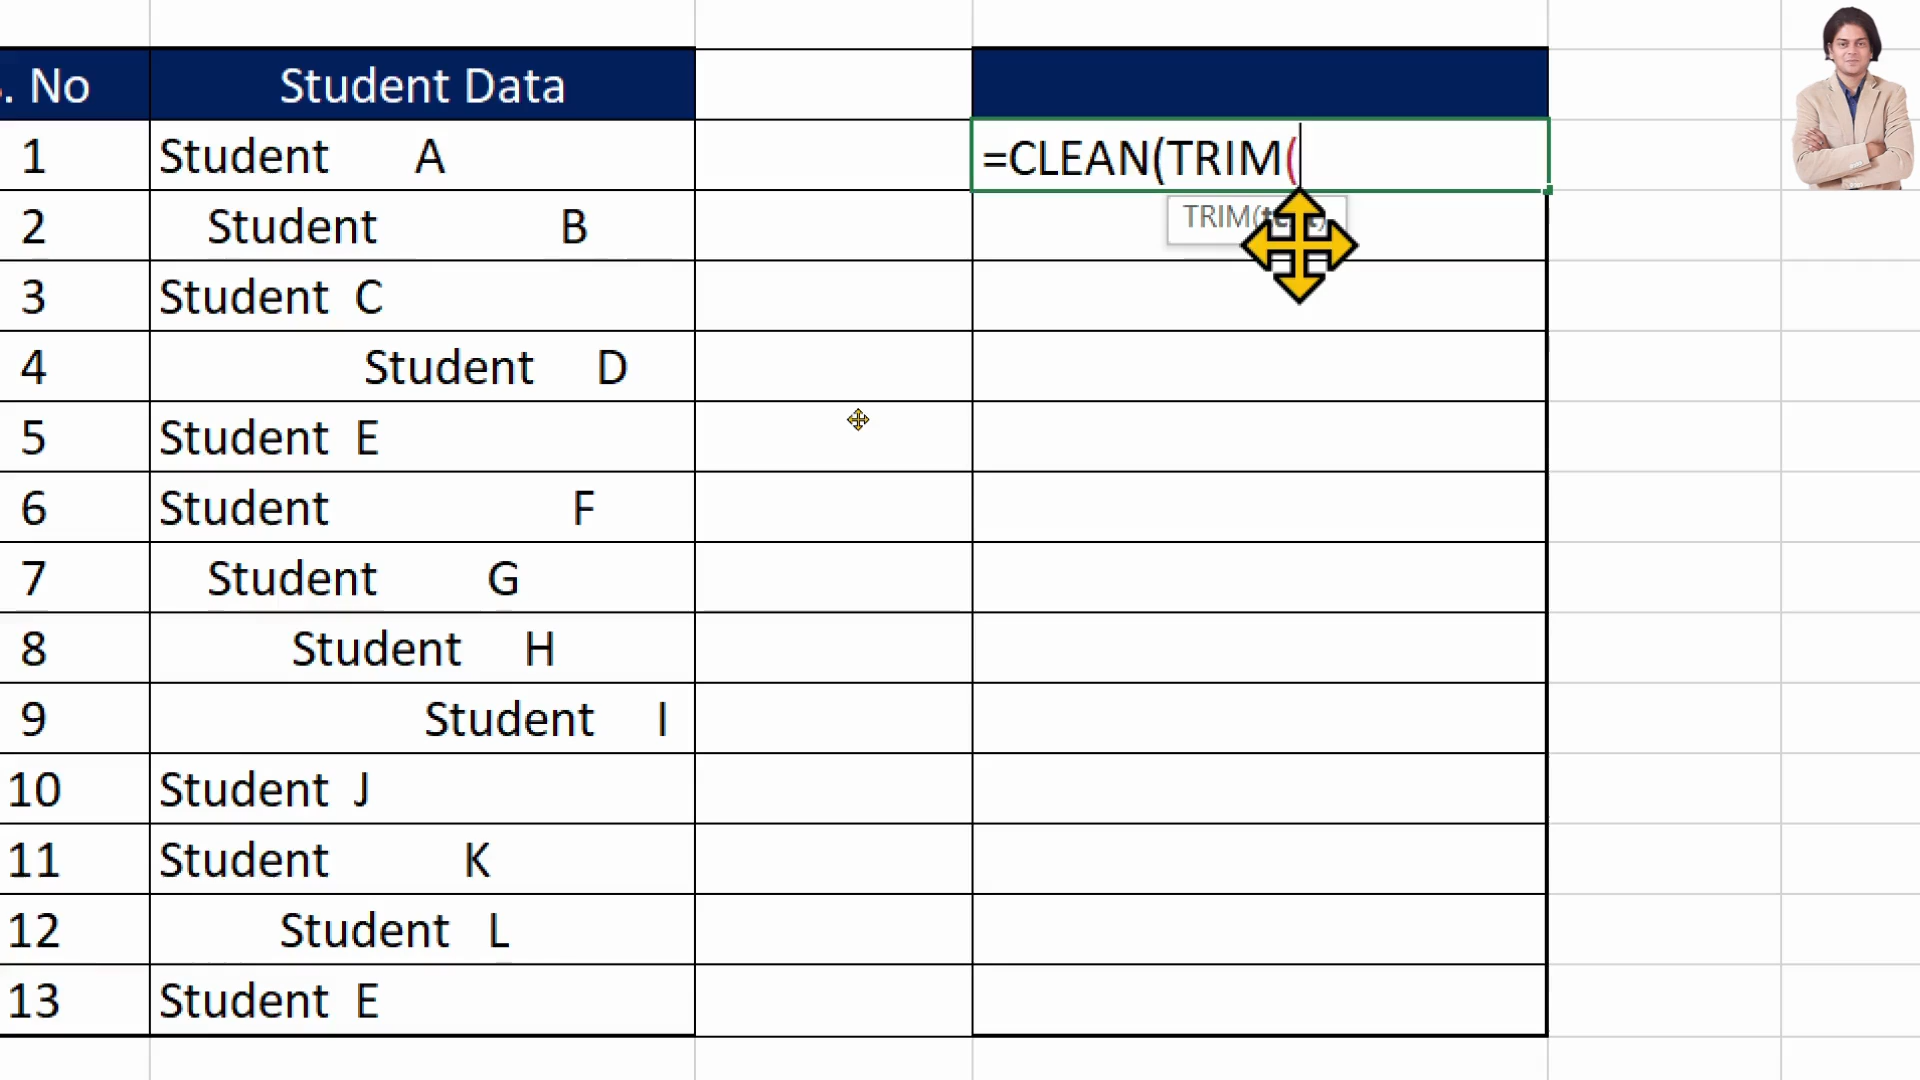 . No Student Data
1 Student A =CLEAN(TRIM(
TRIM(
2 Student B
3 Student C
4 Student D
5 Student E
6 Student F
7 Student G
8 Student H
9 Student I
10 Student J
11 Student K
12 Student L
13 Student E